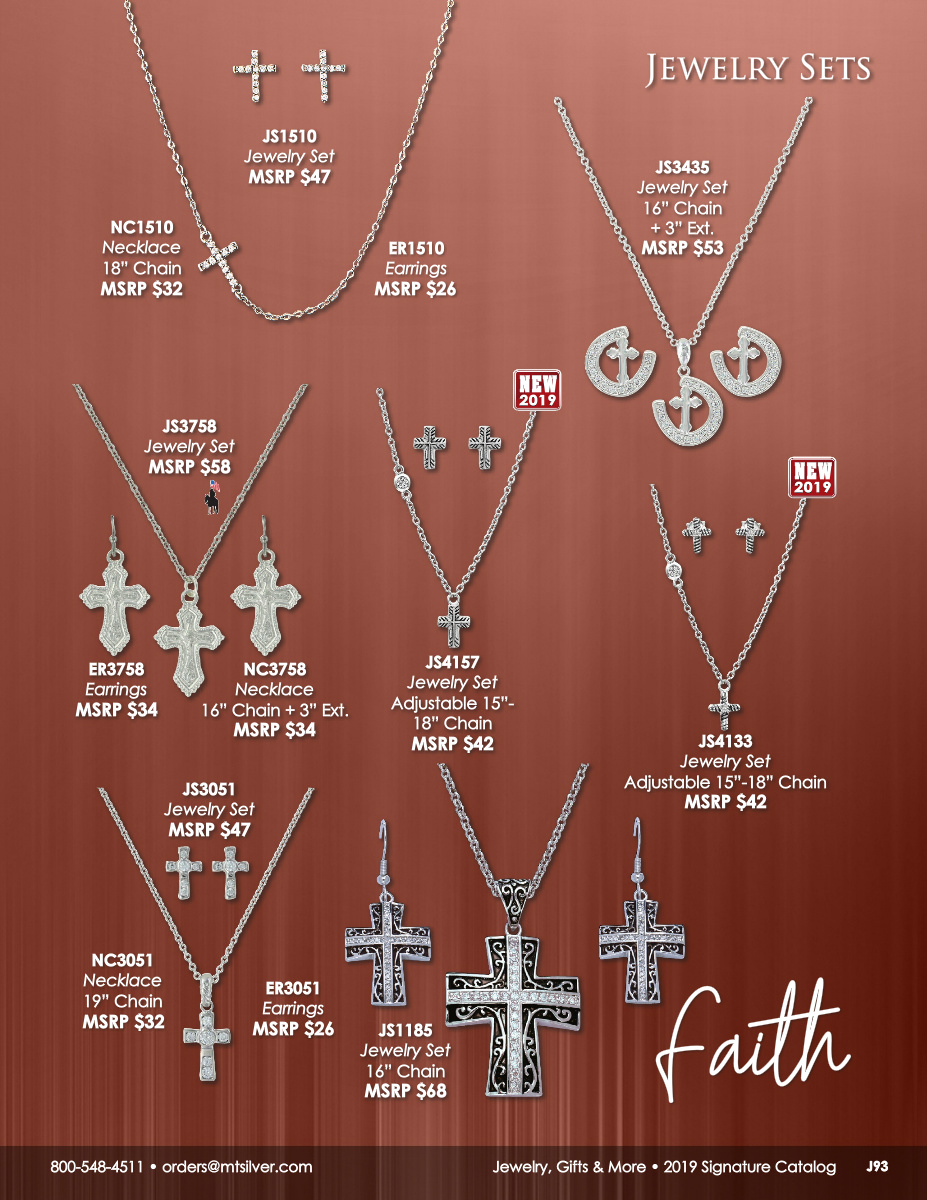 JEWELRY SETS
JS1510
Jewelry Set
MSRP $47
NC1510
Necklace
18” Chain
MSRP $32
ER1510
Earrings
MSRP $26
JS3435
Jewelry Set
16” Chain
+ 3” Ext.
MSRP $53
JS3758
Jewelry Set
MSRP $58
ER3758
Earrings
MSRP $34
NC3758
Necklace
16” Chain + 3” Ext.
MSRP $34
NEW
2019
JS4157
Jewelry Set
Adjustable 15”-
18” Chain
MSRP $42
NEW
2019
JS4133
Jewelry Set
Adjustable 15”-18” Chain
MSRP $42
JS3051
Jewelry Set
MSRP $47
NC3051
Necklace
19” Chain
MSRP $32
ER3051
Earrings
MSRP $26
JS1185
Jewelry Set
16” Chain
MSRP $68
Faith
800-548-4511 • orders@mtsilver.com
Jewelry, Gifts & More • 2019 Signature Catalog J93